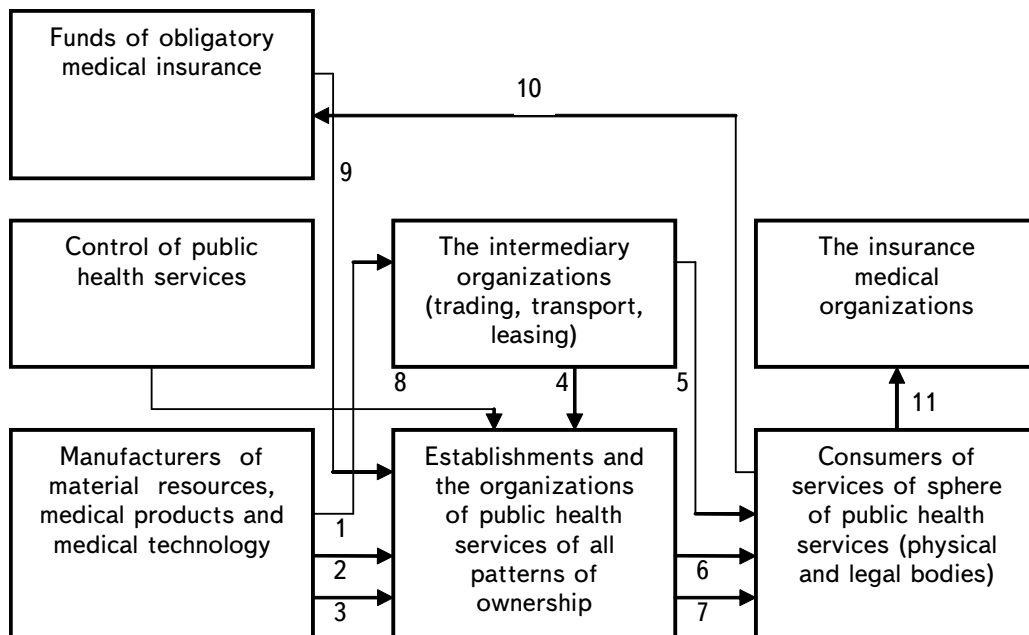 Funds of obligatory
medical insurance
10
9
Control of public
health services
The intermediary
organizations
(trading, transport,
leasing)
The insurance
medical
organizations
8
4
5
11
Manufacturers of
material resources,
medical products and
medical technology
Establishments and
the organizations
of public health
services of all
patterns of
ownership
Consumers of
services of sphere
of public health
services (physical
and legal bodies)
1
2
3
6
7